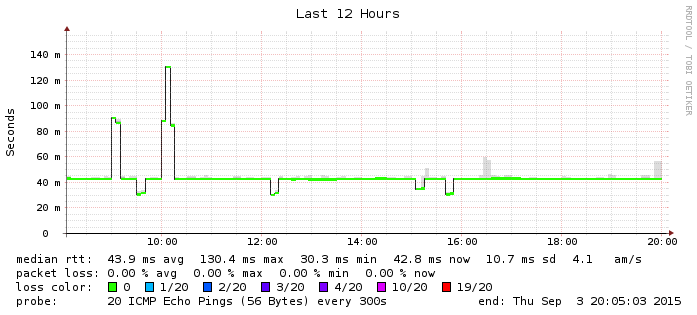 Last 12 Hours
RRDTOOL / TOBI OETIKER
Seconds
140 m
120 m
100 m
80 m
60 m
40 m
20 m
0
10:00 12:00 14:00 16:00 18:00 20:00
median rtt: 43.9 ms avg 130.4 ms max 30.3 ms min 42.8 ms now 10.7 ms sd 4.1 am/s
packet loss: 0.00 % avg 0.00 % max 0.00 % min 0.00 % now
loss color: 0 1/20 2/20 3/20 4/20 10/20 19/20
probe: 20 ICMP Echo Pings (56 Bytes) every 300s end: Thu Sep 3 20:05:03 2015